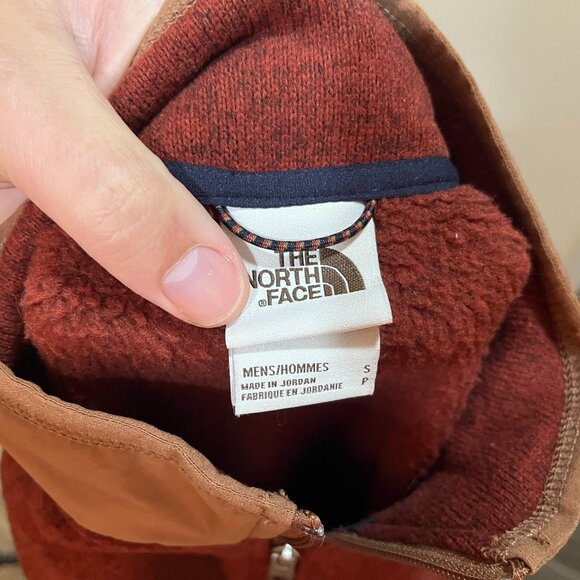 THE
NORTH
®FACE
MENS/HOMMES S
MADE IN JORDAN P
FABRIQUE EN JORDANIE